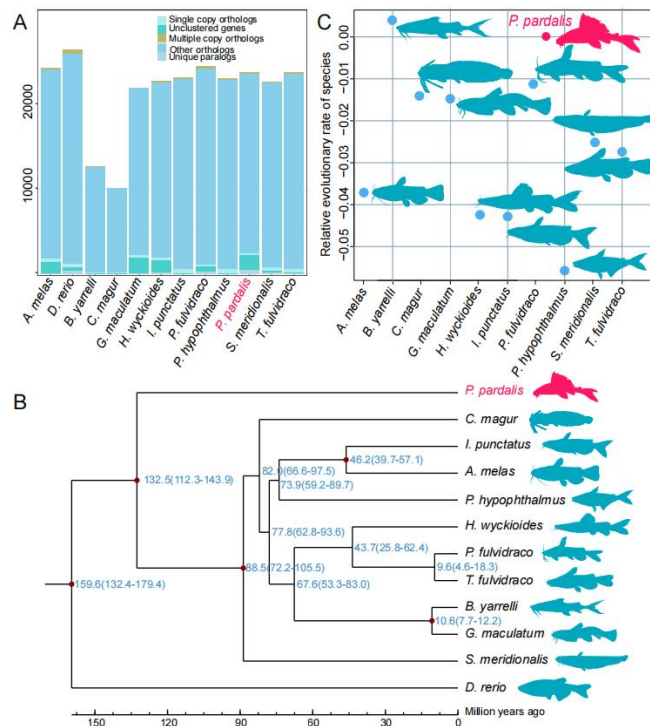 A
Single copy orthologs
Unclustered genes
Multiple copy orthologs
Other orthologs
Unique paralogs
20000
10000
A. melas
D. rerio
B. yarrelli
C. magur
G. maculatum
H. wyckioides
I. punctatus
P. fulvidraco
P. hypophthalmus
P. pardalis
S. meridionalis
T. fulvidraco
C
Relative evolutionary rate of species
P. pardalis
0.00
−0.01
−0.02
−0.03
−0.04
−0.05
A. melas
B. yarrelli
C. magur
G. maculatum
H. wyckioides
I. punctatus
P. fulvidraco
P. hypophthalmus
S. meridionalis
T. fulvidraco
B
P. pardalis
C. magur
I. punctatus
46.2(39.7-57.1)
82.0(66.6-97.5)
A. melas
132.5(112.3-143.9)
73.9(59.2-89.7)
P. hypophthalmus
H. wyckioides
77.8(62.8-93.6)
43.7(25.8-62.4)
P. fulvidraco
88.5(72.2-105.5)
9.6(4.6-18.3)
159.6(132.4-179.4)
67.6(53.3-83.0)
T. fulvidraco
B. yarrelli
10.6(7.7-12.2)
G. maculatum
S. meridionalis
D. rerio
Million years ago
150
120
90
60
30
0